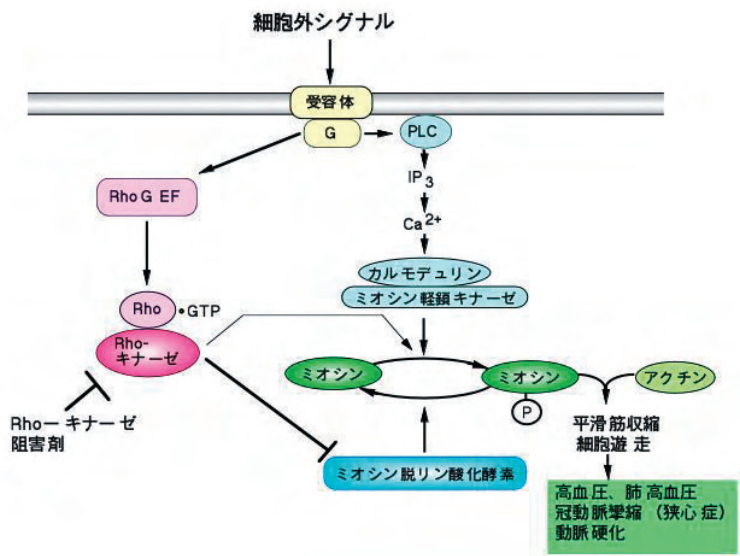 細胞外シグナル
受容体
G
PLC
IP3
Ca2+
RhoGEF
カルモデュリン
ミオシン軽鎖キナーゼ
Rho
•GTP
Rho-
キナーゼ
ミオシン
ミオシン
P
アクチン
Rhoーキナーゼ
阻害剤
ミオシン脱リン酸化酵素
平滑筋収縮
細胞遊走
高血圧、肺高血圧
冠動脈攣縮（狭心症）
動脈硬化